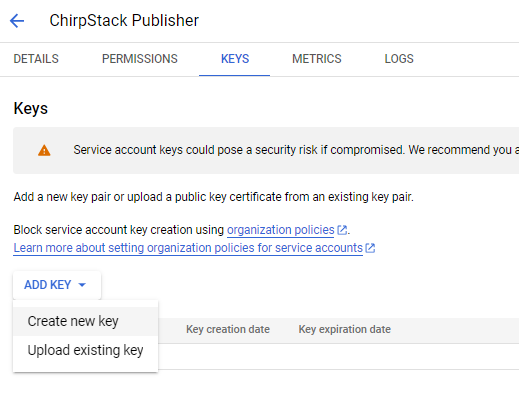 ChirpStack Publisher
DETAILS PERMISSIONS KEYS METRICS LOGS
Keys
Service account keys could pose a security risk if compromised. We recommend you a
Add a new key pair or upload a public key certificate from an existing key pair.
Block service account key creation using organization policies.
Learn more about setting organization policies for service accounts
ADD KEY
Create new key
Key creation date Key expiration date
Upload existing key